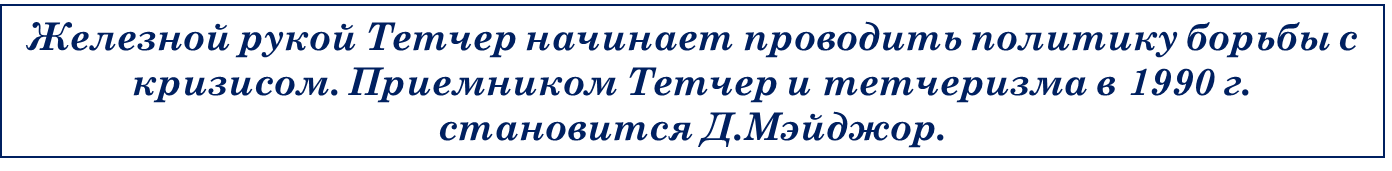 Железной рукой Тетчер начинает проводить политику борьбы с
кризисом. Приемником Тетчер и тетчеризма в 1990 г.
становится Д.Мэйджор.